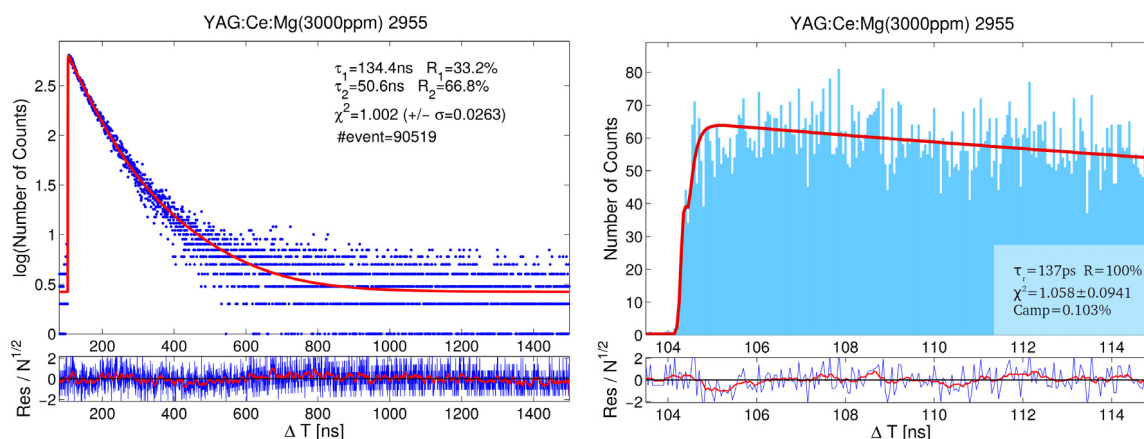 YAG:Ce:Mg(3000ppm) 2955
log(Number of Counts)
2.5
2
1.5
1
0.5
0
τ₁=134.4ns R₁=33.2%
τ₂=50.6ns R₂=66.8%
χ²=1.002 (+/− σ=0.0263)
#event=90519
200 400 600 800 1000 1200 1400
Res / N^1/2
2
0
−2
200 400 600 800 1000 1200 1400
Δ T [ns]
YAG:Ce:Mg(3000ppm) 2955
Number of Counts
80
70
60
50
40
30
20
10
0
τᵣ=137ps R=100%
χ²=1.058±0.0941
Camp=0.103%
104 106 108 110 112 114
Res / N^1/2
2
0
−2
104 106 108 110 112 114
Δ T [ns]